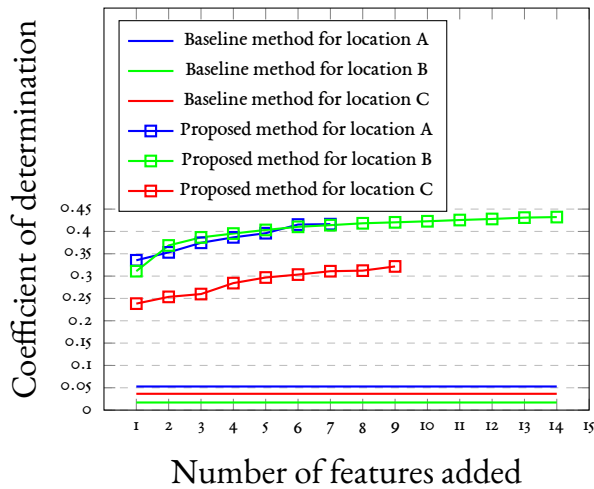 Coefficient of determination
Baseline method for location A
Baseline method for location B
Baseline method for location C
Proposed method for location A
Proposed method for location B
Proposed method for location C
0.45
0.4
0.35
0.3
0.25
0.2
0.15
0.1
0.05
0
1 2 3 4 5 6 7 8 9 10 11 12 13 14 15
Number of features added